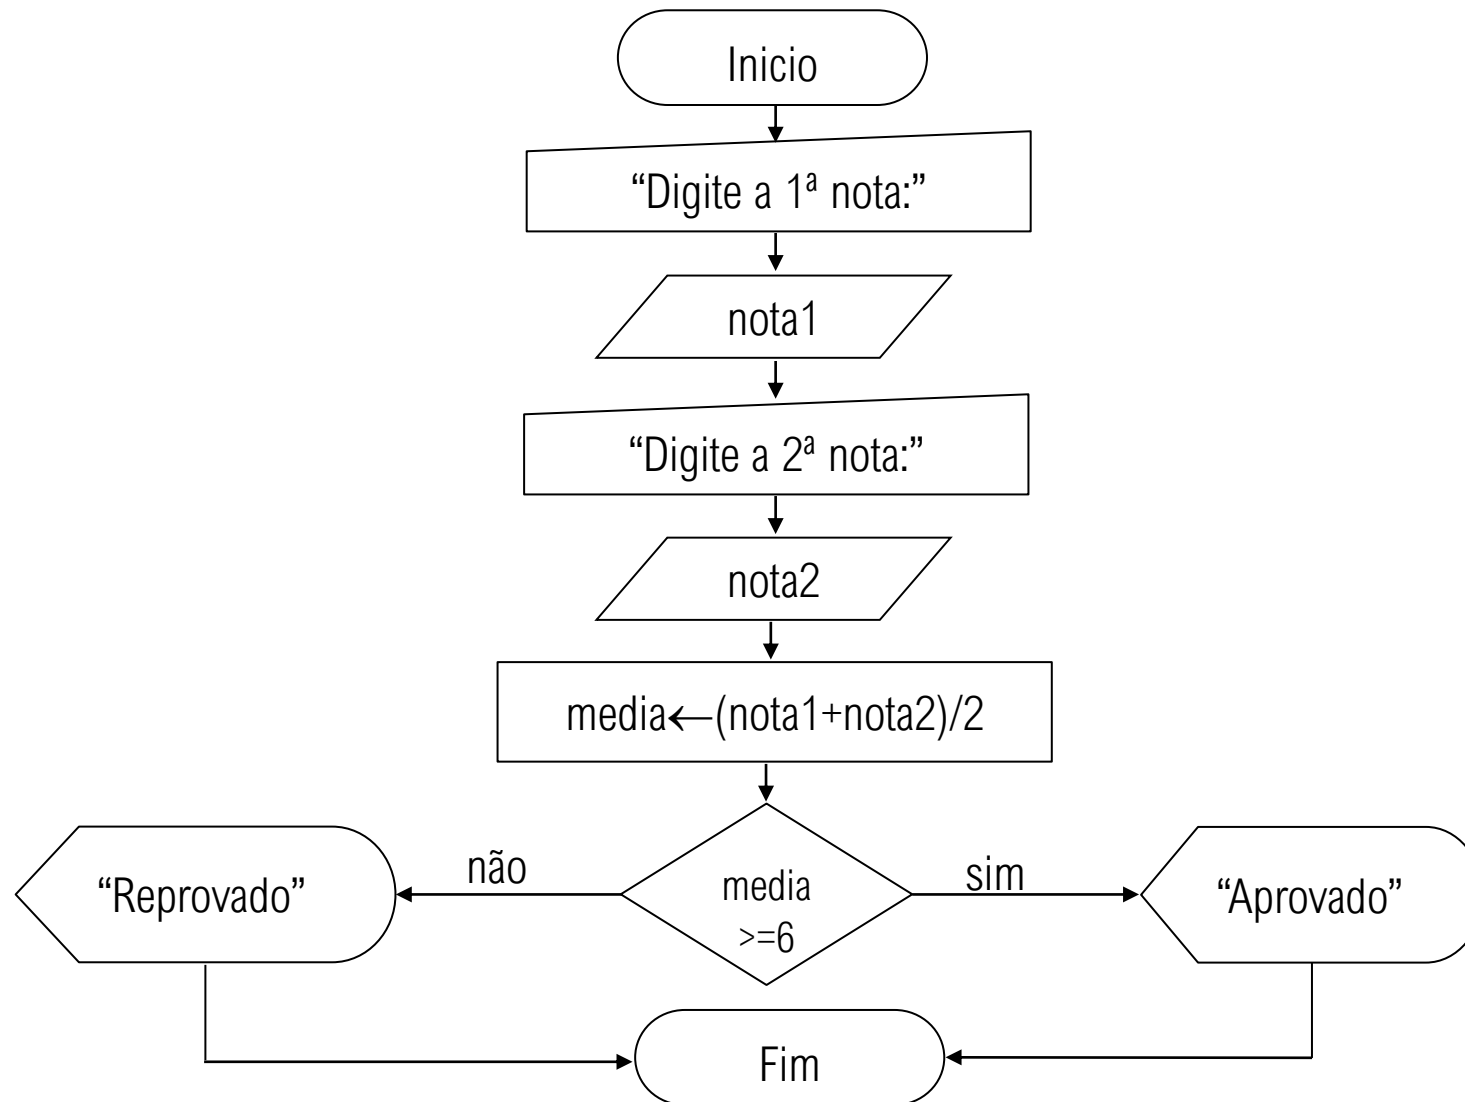 Inicio
“Digite a 1ª nota:”
nota1
“Digite a 2ª nota:”
nota2
media←(nota1+nota2)/2
não
sim
“Reprovado”
media
>=6
“Aprovado”
Fim